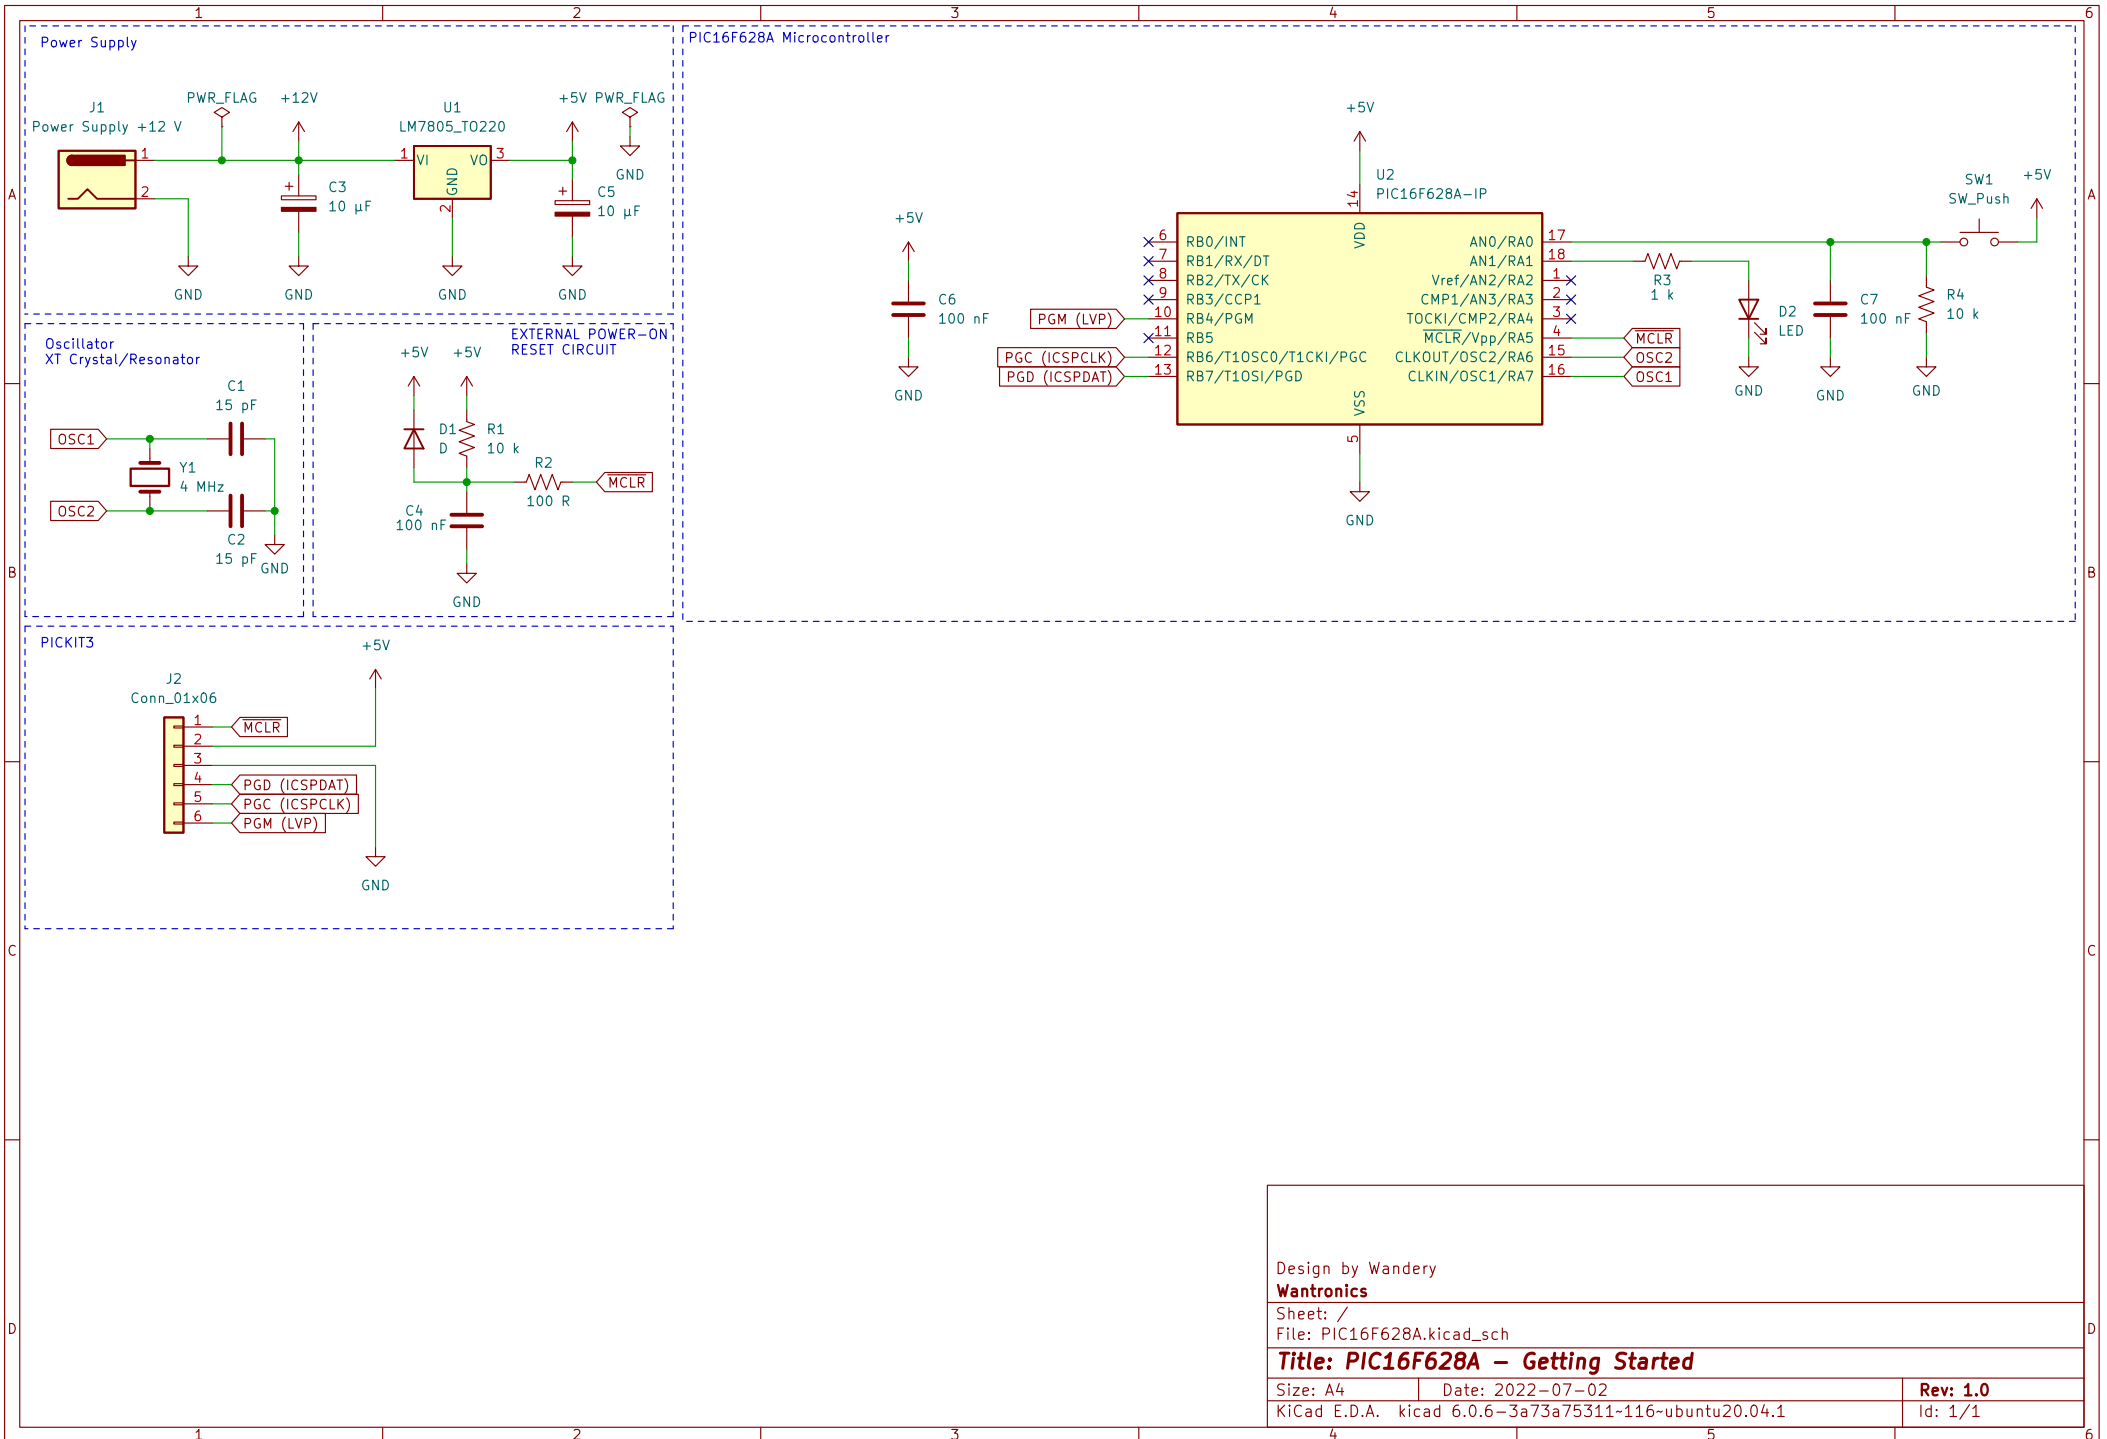 1 2 3 4 5 6
Power Supply
J1
Power Supply +12 V
1
2
GND
PWR_FLAG
+12V
+
C3
10 µF
GND
U1
LM7805_TO220
1
VI
VO
3
GND
2
GND
+5V
+
C5
10 µF
GND
PWR_FLAG
GND
PIC16F628A Microcontroller
+5V
C6
100 nF
GND
+5V
U2
PIC16F628A-IP
14
VDD
6 RB0/INT
7 RB1/RX/DT
8 RB2/TX/CK
9 RB3/CCP1
PGM (LVP) 10 RB4/PGM
11 RB5
PGC (ICSPCLK) 12 RB6/T1OSC0/T1CKI/PGC
PGD (ICSPDAT) 13 RB7/T1OSI/PGD
AN0/RA0 17
AN1/RA1 18
Vref/AN2/RA2 1
CMP1/AN3/RA3 2
TOCKI/CMP2/RA4 3
MCLR/Vpp/RA5 4 MCLR
CLKOUT/OSC2/RA6 15 OSC2
CLKIN/OSC1/RA7 16 OSC1
VSS
5
GND
R3
1 k
D2
LED
GND
C7
100 nF
GND
R4
10 k
GND
SW1
SW_Push
+5V
Oscillator
XT Crystal/Resonator
C1
15 pF
OSC1
Y1
4 MHz
OSC2
C2
15 pF
GND
EXTERNAL POWER-ON
RESET CIRCUIT
+5V
+5V
D1
D
R1
10 k
R2
100 R
MCLR
C4
100 nF
GND
PICKIT3
+5V
J2
Conn_01x06
1 MCLR
2
3
4 PGD (ICSPDAT)
5 PGC (ICSPCLK)
6 PGM (LVP)
GND
A
B
C
D
A
B
C
D
Design by Wandery
Wantronics
Sheet: /
File: PIC16F628A.kicad_sch
Title: PIC16F628A - Getting Started
Size: A4 Date: 2022-07-02 Rev: 1.0
KiCad E.D.A. kicad 6.0.6-3a73a75311~116~ubuntu20.04.1 Id: 1/1
1 2 3 4 5 6